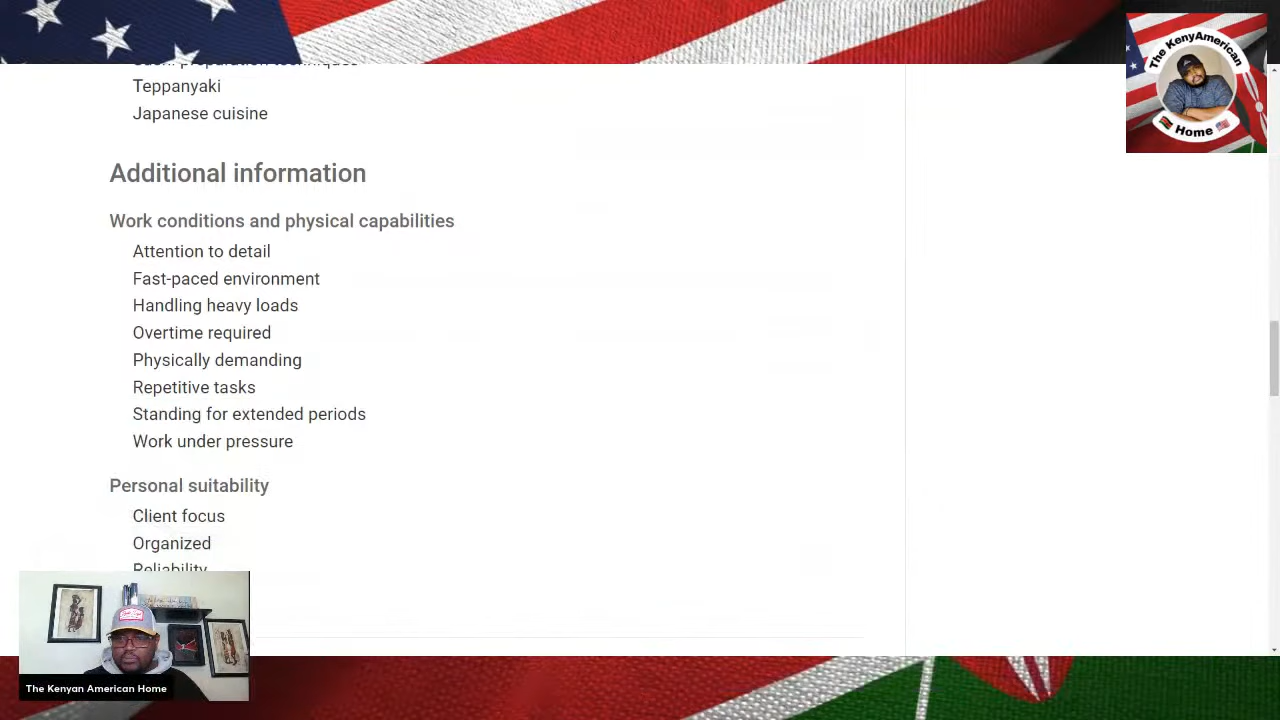 Teppanyaki
Japanese cuisine
Additional information
Work conditions and physical capabilities
Attention to detail
Fast-paced environment
Handling heavy loads
Overtime required
Physically demanding
Repetitive tasks
Standing for extended periods
Work under pressure
Personal suitability
Client focus
Organized
Reliability
The Kenyan American Home
The KenyAmerican
Home